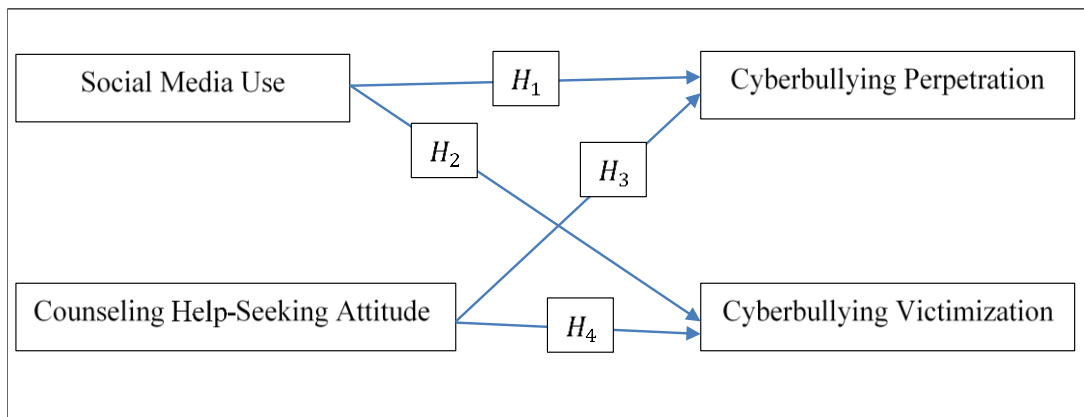 Social Media Use
H₁
Cyberbullying Perpetration
H₂
H₃
Counseling Help-Seeking Attitude
H₄
Cyberbullying Victimization